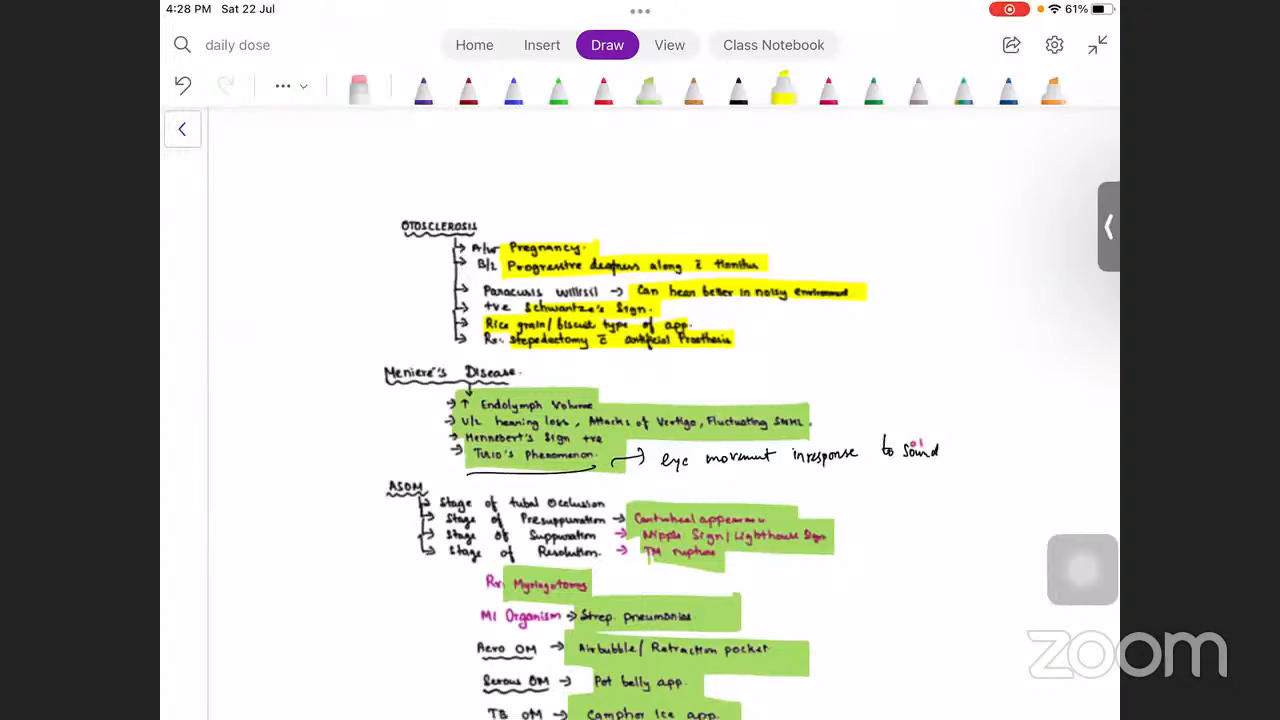 4:28 PM Sat 22 Jul
61%
daily dose
Home Insert Draw View Class Notebook
OTOSCLEROSIS
A/w Pregnancy.
B/L Progressive deafness along c̄ tinnitus
Paracusis willisii → Can hear better in noisy environment
+ve Schwartze's Sign.
Rice grain/biscuit type of app.
Rx: Stepedectomy c̄ artificial Prosthesis
Meniere's Disease.
→ ↑ Endolymph Volume
→ U/L hearing loss, Attacks of Vertigo, Fluctuating SNHL.
→ Hennebert's Sign +ve
→ Tulio's Phenomenon. → eye movement in response to sound
ASOM
Stage of tubal Occlusion
Stage of Presuppuration → Cartwheel appearance
Stage of Suppuration → Nipple Sign/Lighthouse Sign
Stage of Resolution. → TM rupture
Rx: Myringotomy
MC Organism → Strep. pneumoniae
Aero OM → Airbubble/Retraction pocket
Serous OM → Pot belly app.
TB OM → Campher Ice app.
zoom